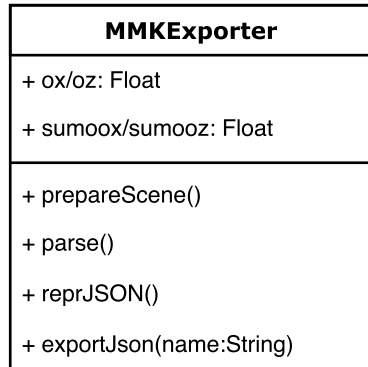 MMKExporter
+ ox/oz: Float
+ sumoox/sumooz: Float
+ prepareScene()
+ parse()
+ reprJSON()
+ exportJson(name:String)